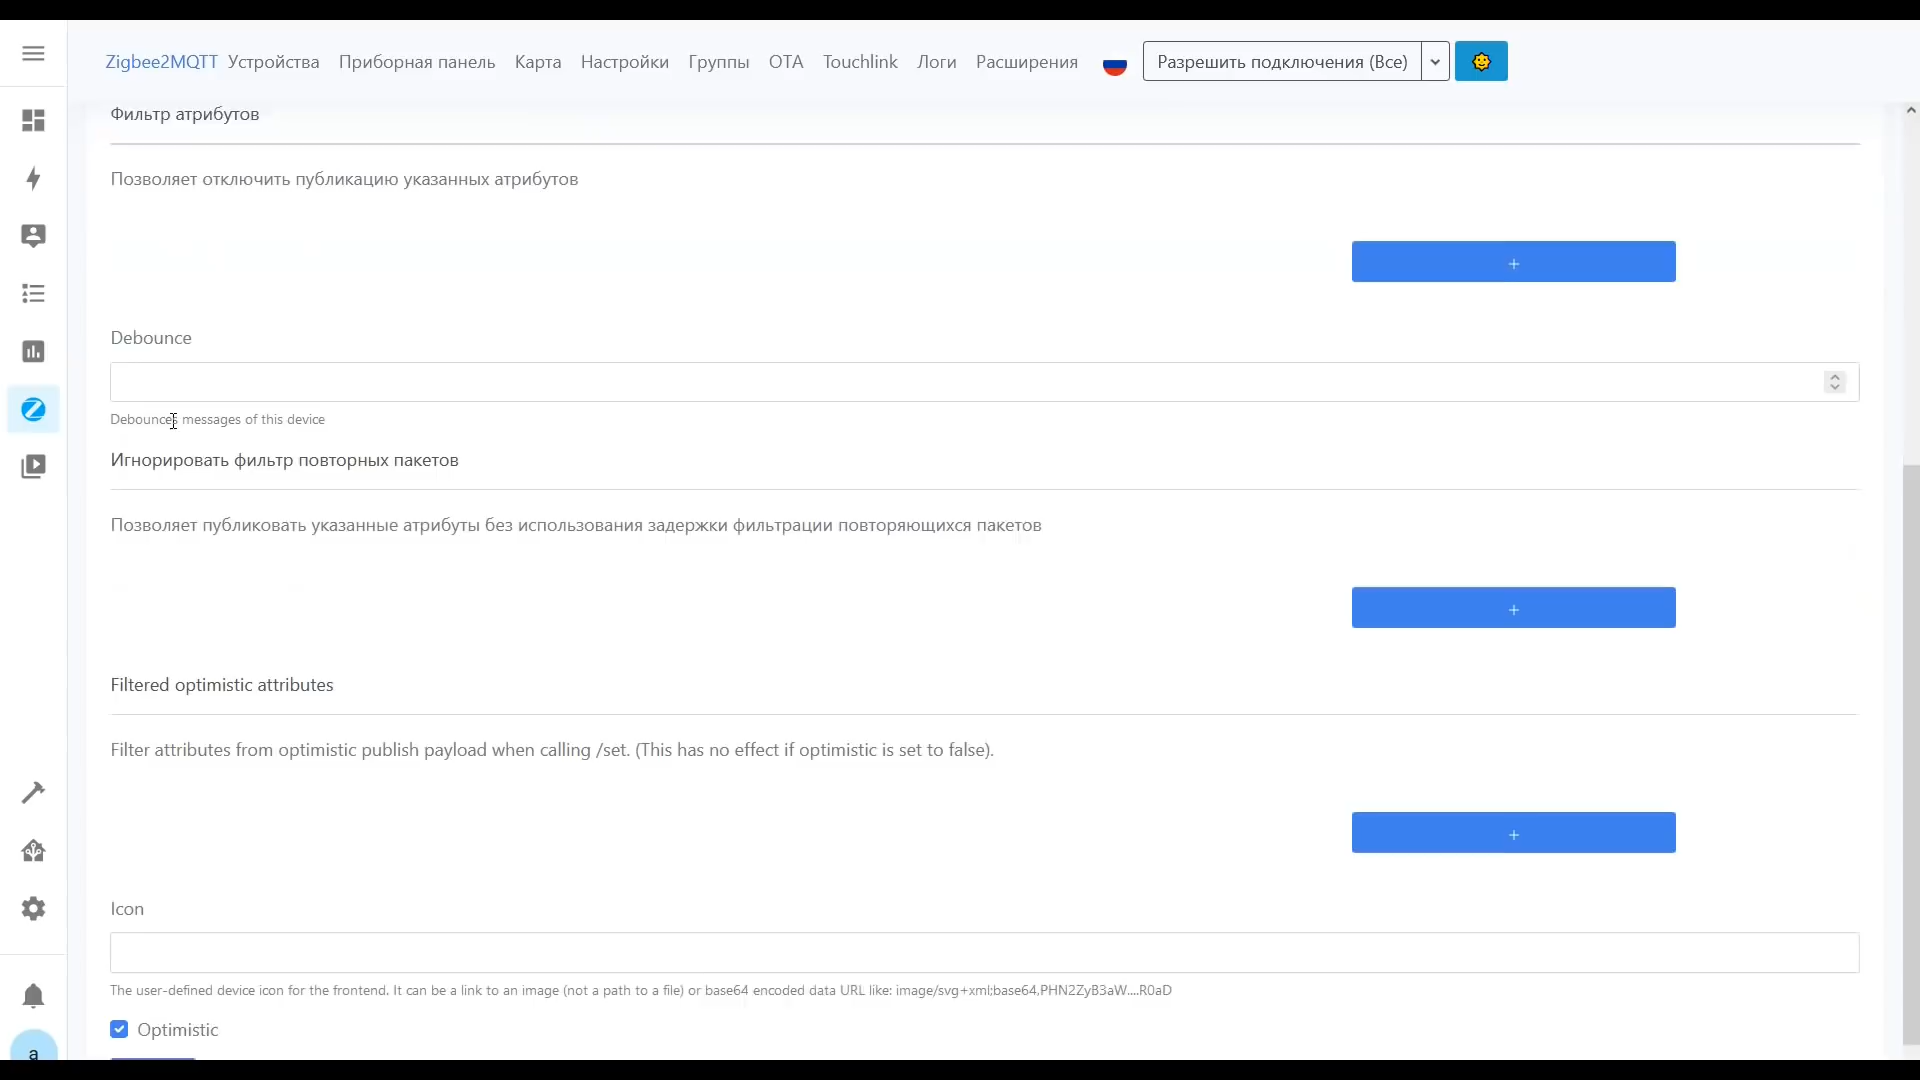 Zigbee2MQTT Устройства Приборная панель Карта Настройки Группы OTA Touchlink Логи Расширения Разрешить подключения (Все)
Фильтр атрибутов
Позволяет отключить публикацию указанных атрибутов
+
Debounce
Debounces messages of this device
Игнорировать фильтр повторных пакетов
Позволяет публиковать указанные атрибуты без использования задержки фильтрации повторяющихся пакетов
+
Filtered optimistic attributes
Filter attributes from optimistic publish payload when calling /set. (This has no effect if optimistic is set to false).
+
Icon
The user-defined device icon for the frontend. It can be a link to an image (not a path to a file) or base64 encoded data URL like: image/svg+xml;base64,PHN2ZyB3aW....R0aD
Optimistic
a